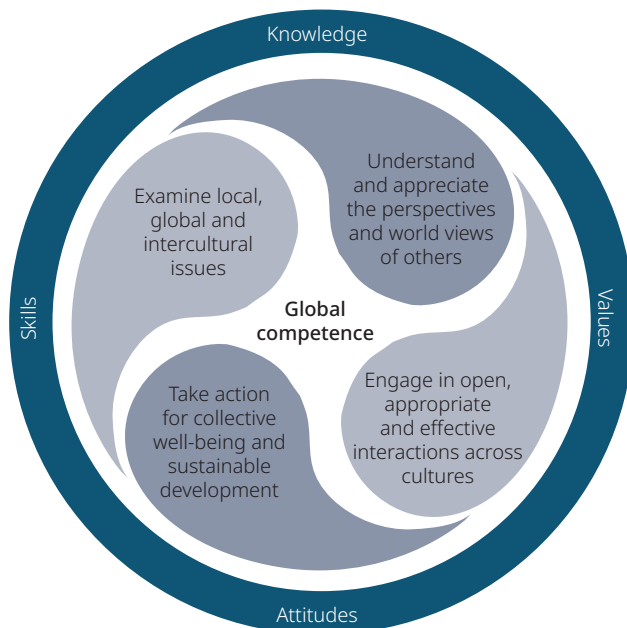 Knowledge
Understand
and appreciate
the perspectives
and world views
of others
Examine local,
global and
intercultural
issues
Skills
Global
competence
Values
Take action
for collective
well-being and
sustainable
development
Engage in open,
appropriate
and effective
interactions across
cultures
Attitudes